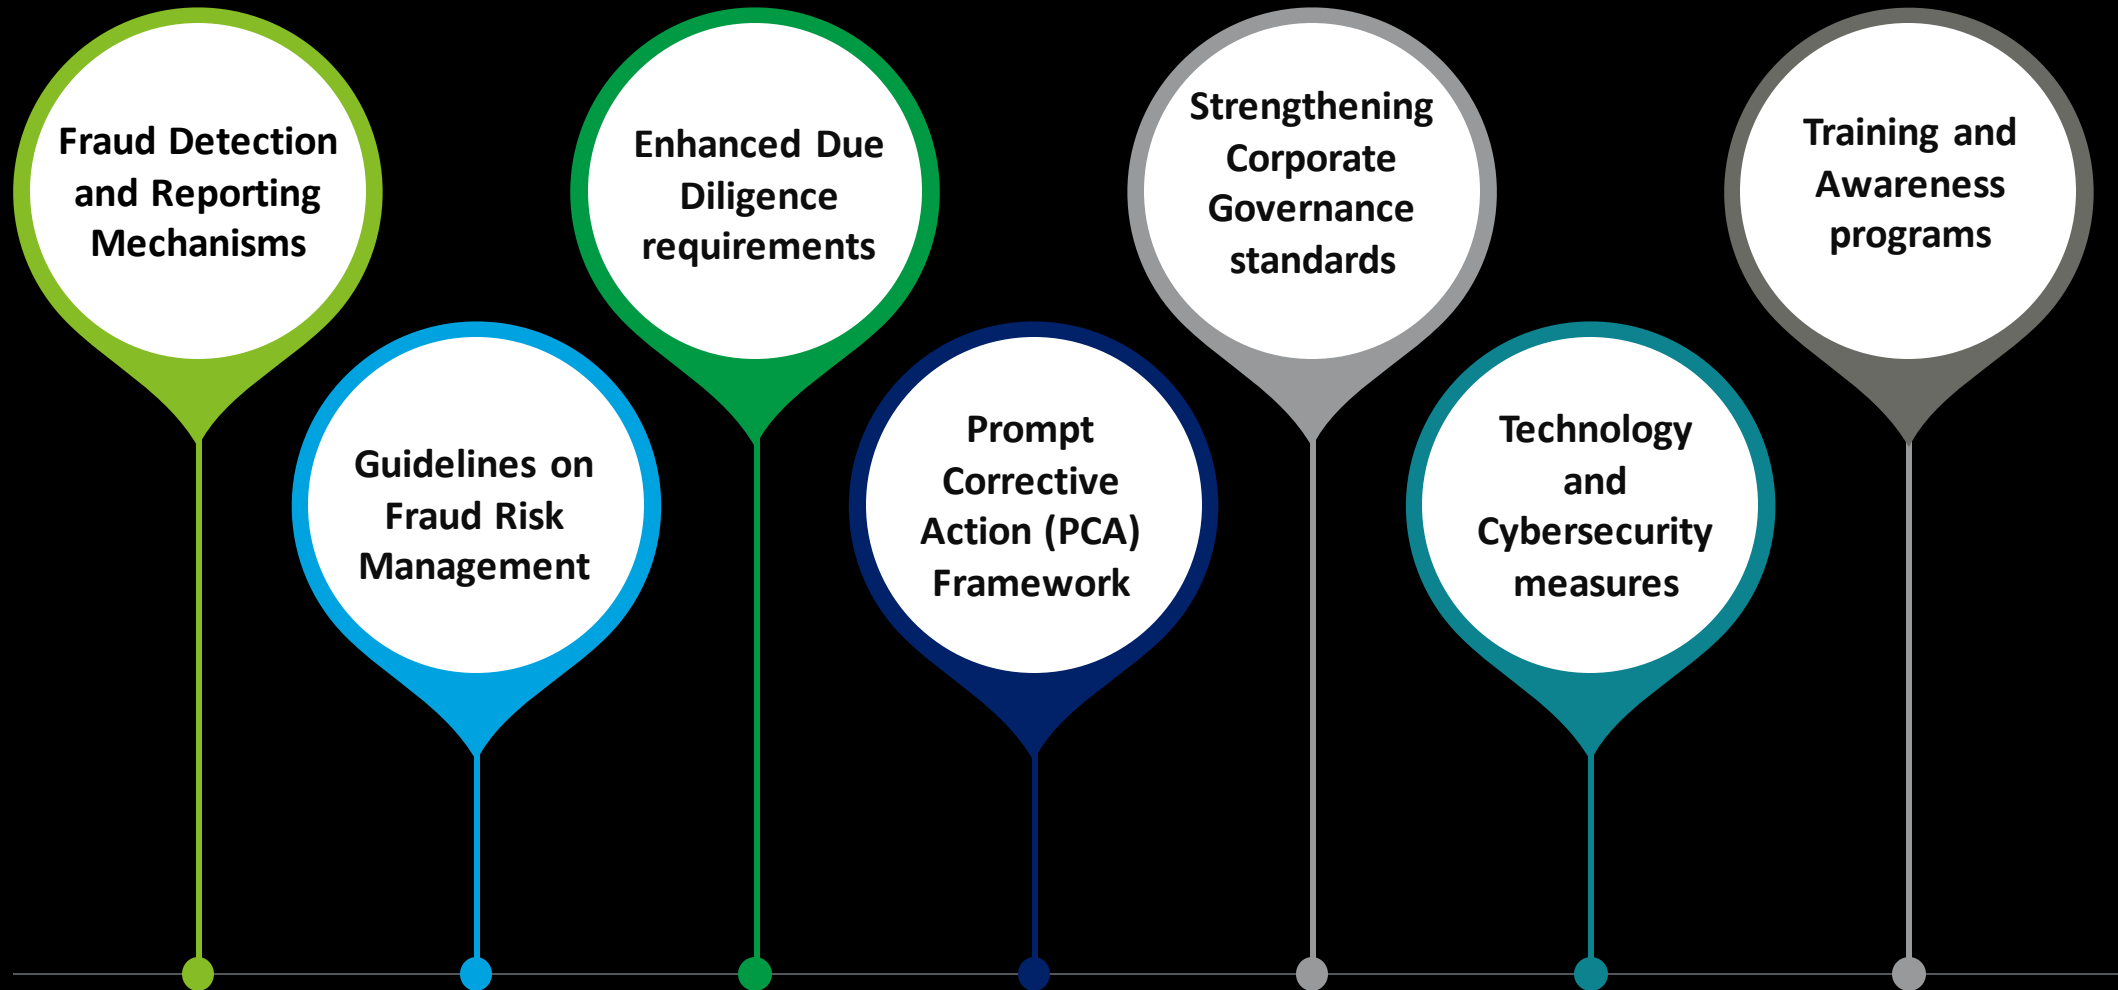 Fraud Detection
and Reporting
Mechanisms
Guidelines on
Fraud Risk
Management
Enhanced Due
Diligence
requirements
Prompt
Corrective
Action (PCA)
Framework
Strengthening
Corporate
Governance
standards
Technology
and
Cybersecurity
measures
Training and
Awareness
programs